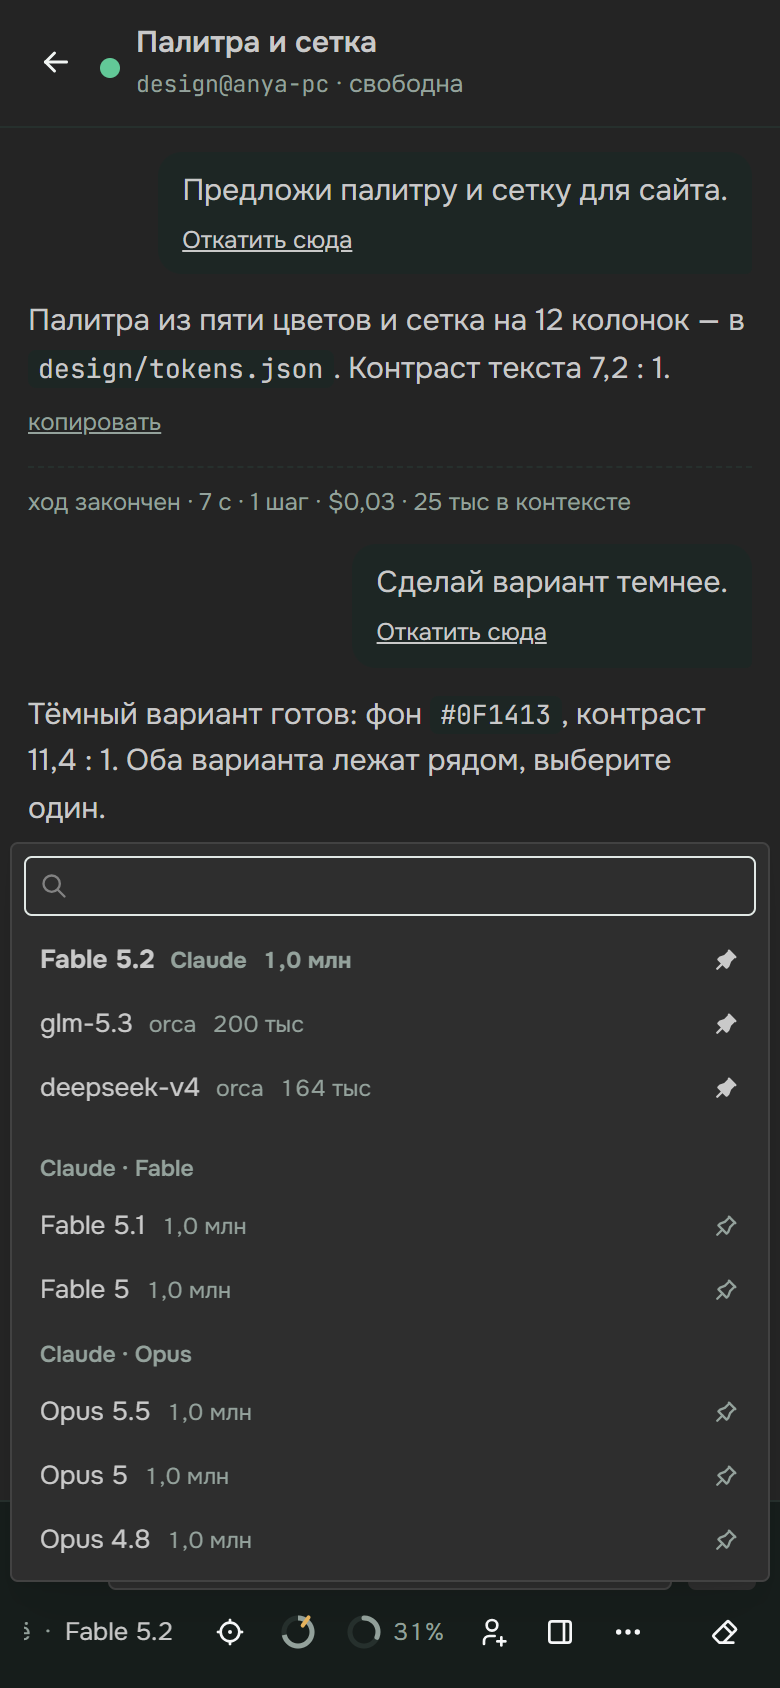 Палитра и сетка
design@anya-pc · свободна
Предложи палитру и сетку для сайта.
Откатить сюда
Палитра из пяти цветов и сетка на 12 колонок — в
design/tokens.json . Контраст текста 7,2 : 1.
копировать
ход закончен · 7 с · 1 шаг · $0,03 · 25 тыс в контексте
Сделай вариант темнее.
Откатить сюда
Тёмный вариант готов: фон #0F1413 , контраст
11,4 : 1. Оба варианта лежат рядом, выберите
один.
Fable 5.2 Claude 1,0 млн
glm-5.3 orca 200 тыс
deepseek-v4 orca 164 тыс
Claude · Fable
Fable 5.1 1,0 млн
Fable 5 1,0 млн
Claude · Opus
Opus 5.5 1,0 млн
Opus 5 1,0 млн
Opus 4.8 1,0 млн
· Fable 5.2 31%